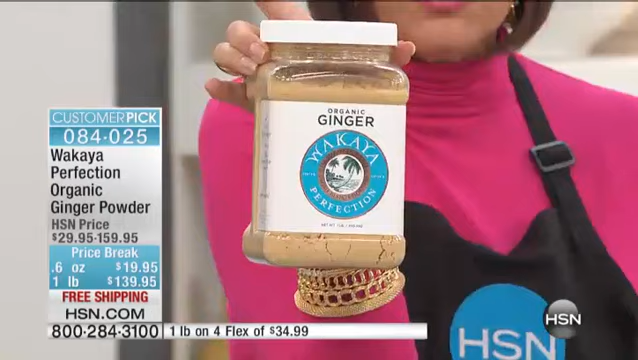 CUSTOMER PICK
084-025
Wakaya
Perfection
Organic
Ginger Powder
HSN Price
$29.95-159.95
Price Break
.6 oz $19.95
1 lb $139.95
FREE SHIPPING
HSN.COM
800-284-3100
1 lb on 4 Flex of $34.99
ORGANIC
GINGER
WAKAYA
PERFECTION
HSN
HSN